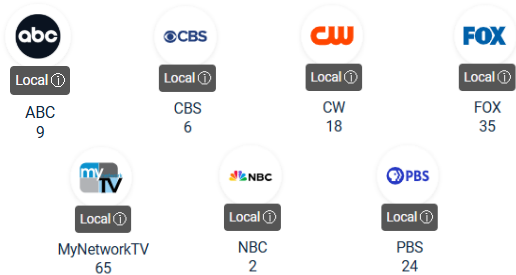 abc
CBS
CW
FOX
Local ⓘ
Local ⓘ
Local ⓘ
Local ⓘ
ABC
CBS
CW
FOX
9
6
18
35
my
TV
NBC
PBS
Local ⓘ
Local ⓘ
Local ⓘ
MyNetworkTV
NBC
PBS
65
2
24